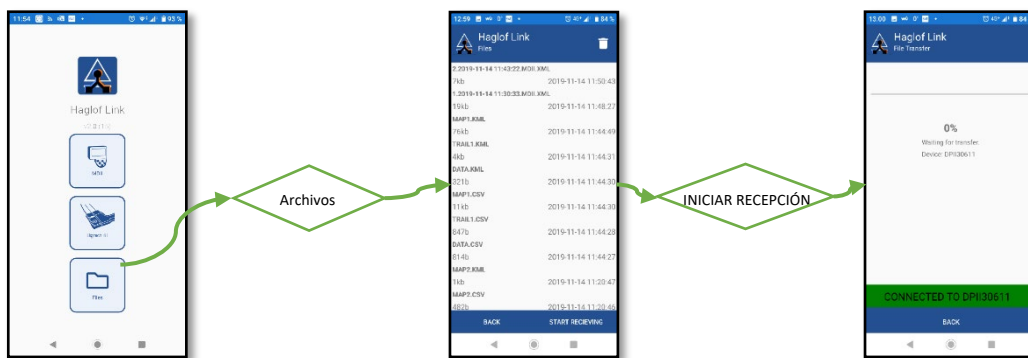 11:54
93 %
Haglof Link
MDII
Files
Archivos
12:59
84 %
Haglof Link
Files
2.2019-11-14 11:43:22.MDII.XML
7kb 2019-11-14 11:50:43
1.2019-11-14 11:30:33.MDII.XML
19kb 2019-11-14 11:48:27
MAP1.KML
76kb 2019-11-14 11:44:49
TRAIL1.KML
4kb 2019-11-14 11:44:31
DATA.KML
321b 2019-11-14 11:44:30
MAP1.CSV
11kb 2019-11-14 11:44:30
TRAIL1.CSV
647b 2019-11-14 11:44:28
DATA.CSV
814b 2019-11-14 11:44:27
MAP2.KML
1kb 2019-11-14 11:20:47
MAP2.CSV
482b 2019-11-14 11:20:46
BACK START RECIEVING
INICIAR RECEPCIÓN
13:00
84
Haglof Link
File Transfer
0%
Waiting for transfer.
Device: DPII30611
CONNECTED TO DPII30611
BACK